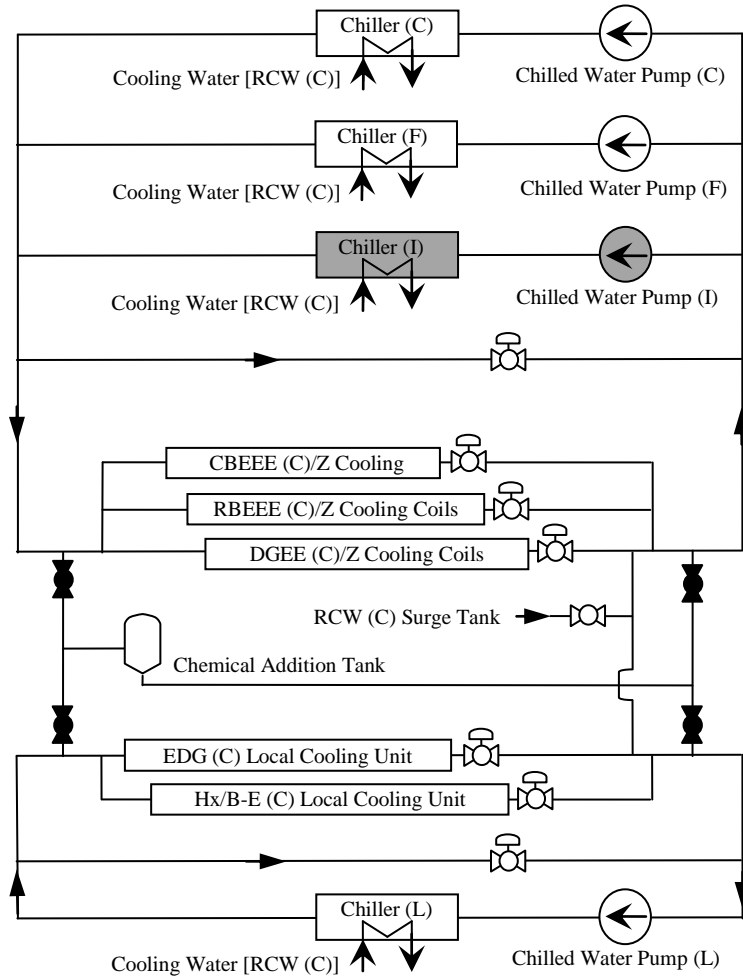 Chiller (C)
Cooling Water [RCW (C)]
Chilled Water Pump (C)
Chiller (F)
Cooling Water [RCW (C)]
Chilled Water Pump (F)
Chiller (I)
Cooling Water [RCW (C)]
Chilled Water Pump (I)
CBEEE (C)/Z Cooling
RBEEE (C)/Z Cooling Coils
DGEE (C)/Z Cooling Coils
RCW (C) Surge Tank
Chemical Addition Tank
EDG (C) Local Cooling Unit
Hx/B-E (C) Local Cooling Unit
Chiller (L)
Cooling Water [RCW (C)]
Chilled Water Pump (L)